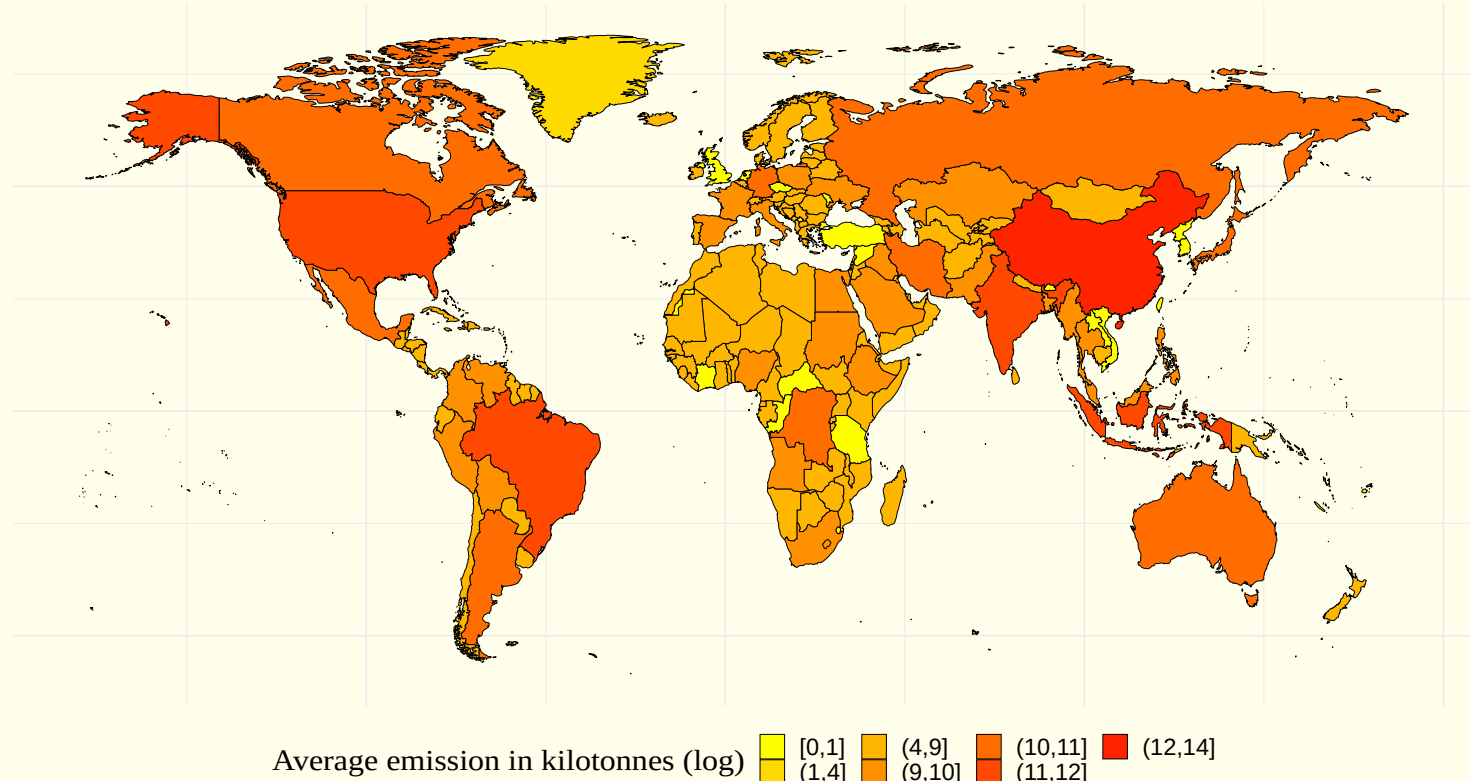 Average emission in kilotonnes (log)
[0,1] (4,9] (10,11] (12,14]
(1,4] (9,10] (11,12]